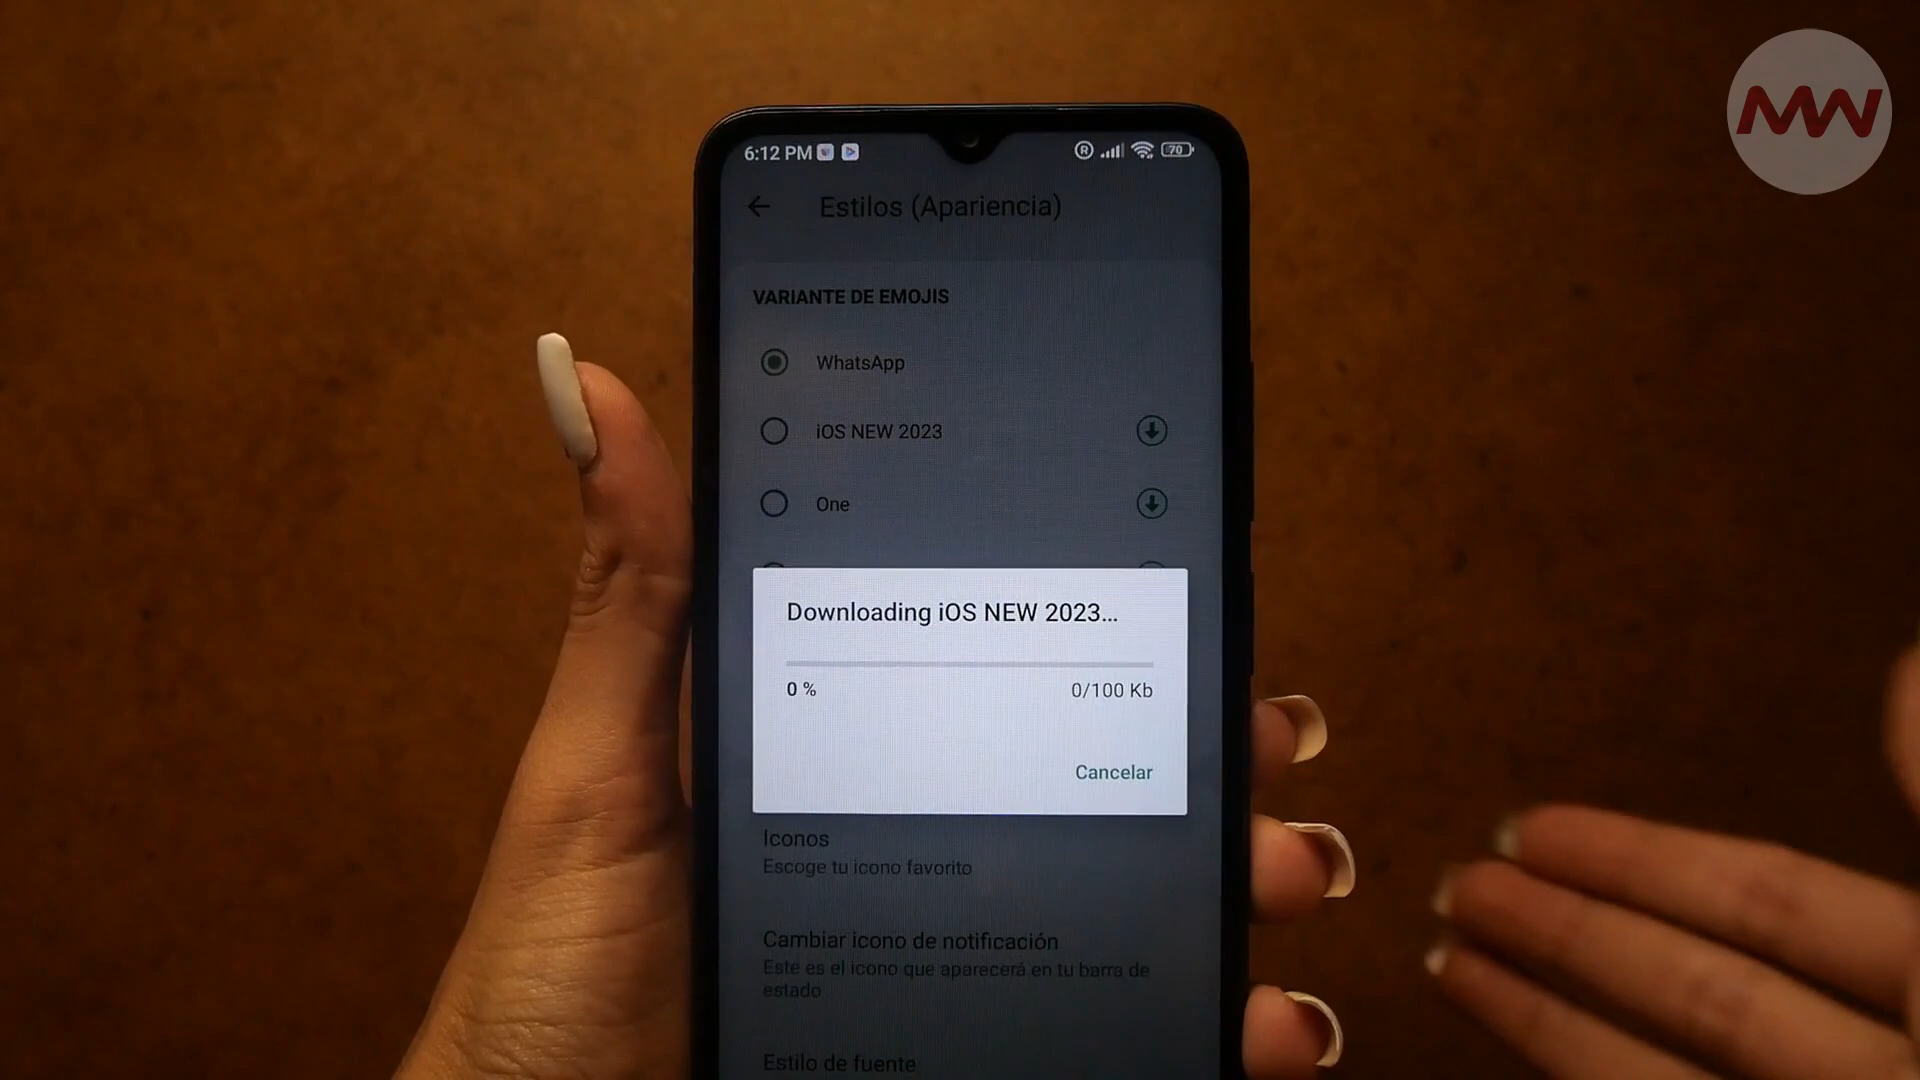 MW
6:12 PM
R
70
Estilos (Apariencia)
VARIANTE DE EMOJIS
WhatsApp
iOS NEW 2023
One
Downloading iOS NEW 2023...
0 %
0/100 Kb
Cancelar
Iconos
Escoge tu icono favorito
Cambiar icono de notificación
Este es el icono que aparecerá en tu barra de
estado
Estilo de fuente